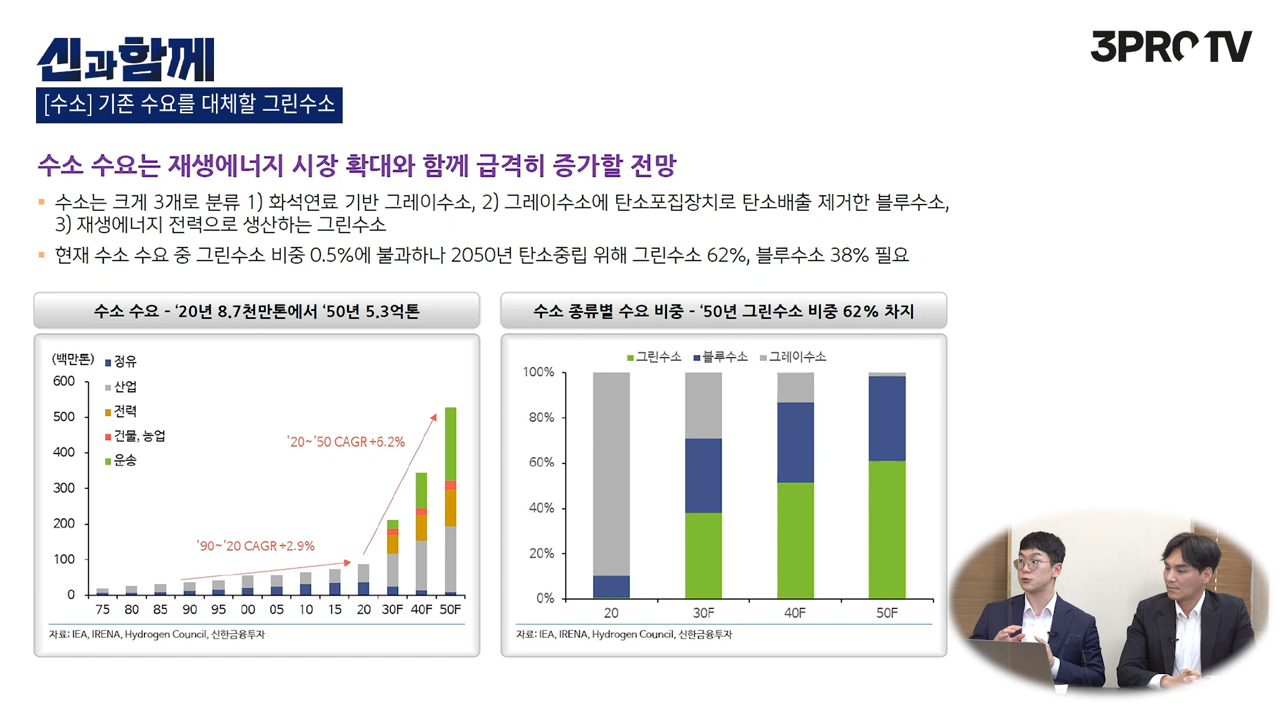 신과함께
3PRO TV
[수소] 기존 수요를 대체할 그린수소
수소 수요는 재생에너지 시장 확대와 함께 급격히 증가할 전망
▪ 수소는 크게 3개로 분류 1) 화석연료 기반 그레이수소, 2) 그레이수소에 탄소포집장치로 탄소배출 제거한 블루수소,
3) 재생에너지 전력으로 생산하는 그린수소
▪ 현재 수소 수요 중 그린수소 비중 0.5%에 불과하나 2050년 탄소중립 위해 그린수소 62%, 블루수소 38% 필요
수소 수요 - ‘20년 8.7천만톤에서 ‘50년 5.3억톤
(백만톤)
정유
산업
전력
건물, 농업
운송
600
500
400
300
200
100
0
'20~'50 CAGR +6.2%
'90~'20 CAGR +2.9%
75 80 85 90 95 00 05 10 15 20 30F 40F 50F
자료: IEA, IRENA, Hydrogen Council, 신한금융투자
수소 종류별 수요 비중 - ‘50년 그린수소 비중 62% 차지
그린수소 블루수소 그레이수소
100%
80%
60%
40%
20%
0%
20 30F 40F 50F
자료: IEA, IRENA, Hydrogen Council, 신한금융투자